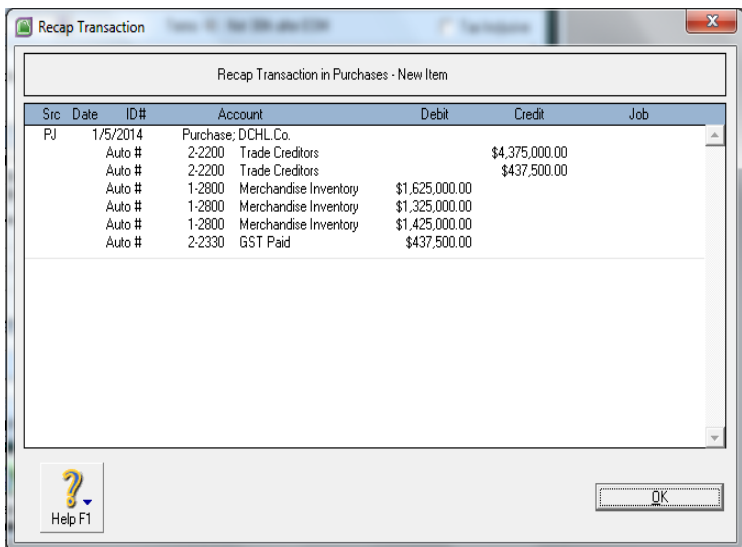 Recap Transaction
Recap Transaction in Purchases - New Item
Src Date ID# Account Debit Credit Job
PJ 1/5/2014 Purchase; DCHL.Co.
Auto # 2-2200 Trade Creditors $4,375,000.00
Auto # 2-2200 Trade Creditors $437,500.00
Auto # 1-2800 Merchandise Inventory $1,625,000.00
Auto # 1-2800 Merchandise Inventory $1,325,000.00
Auto # 1-2800 Merchandise Inventory $1,425,000.00
Auto # 2-2330 GST Paid $437,500.00
Help F1
OK